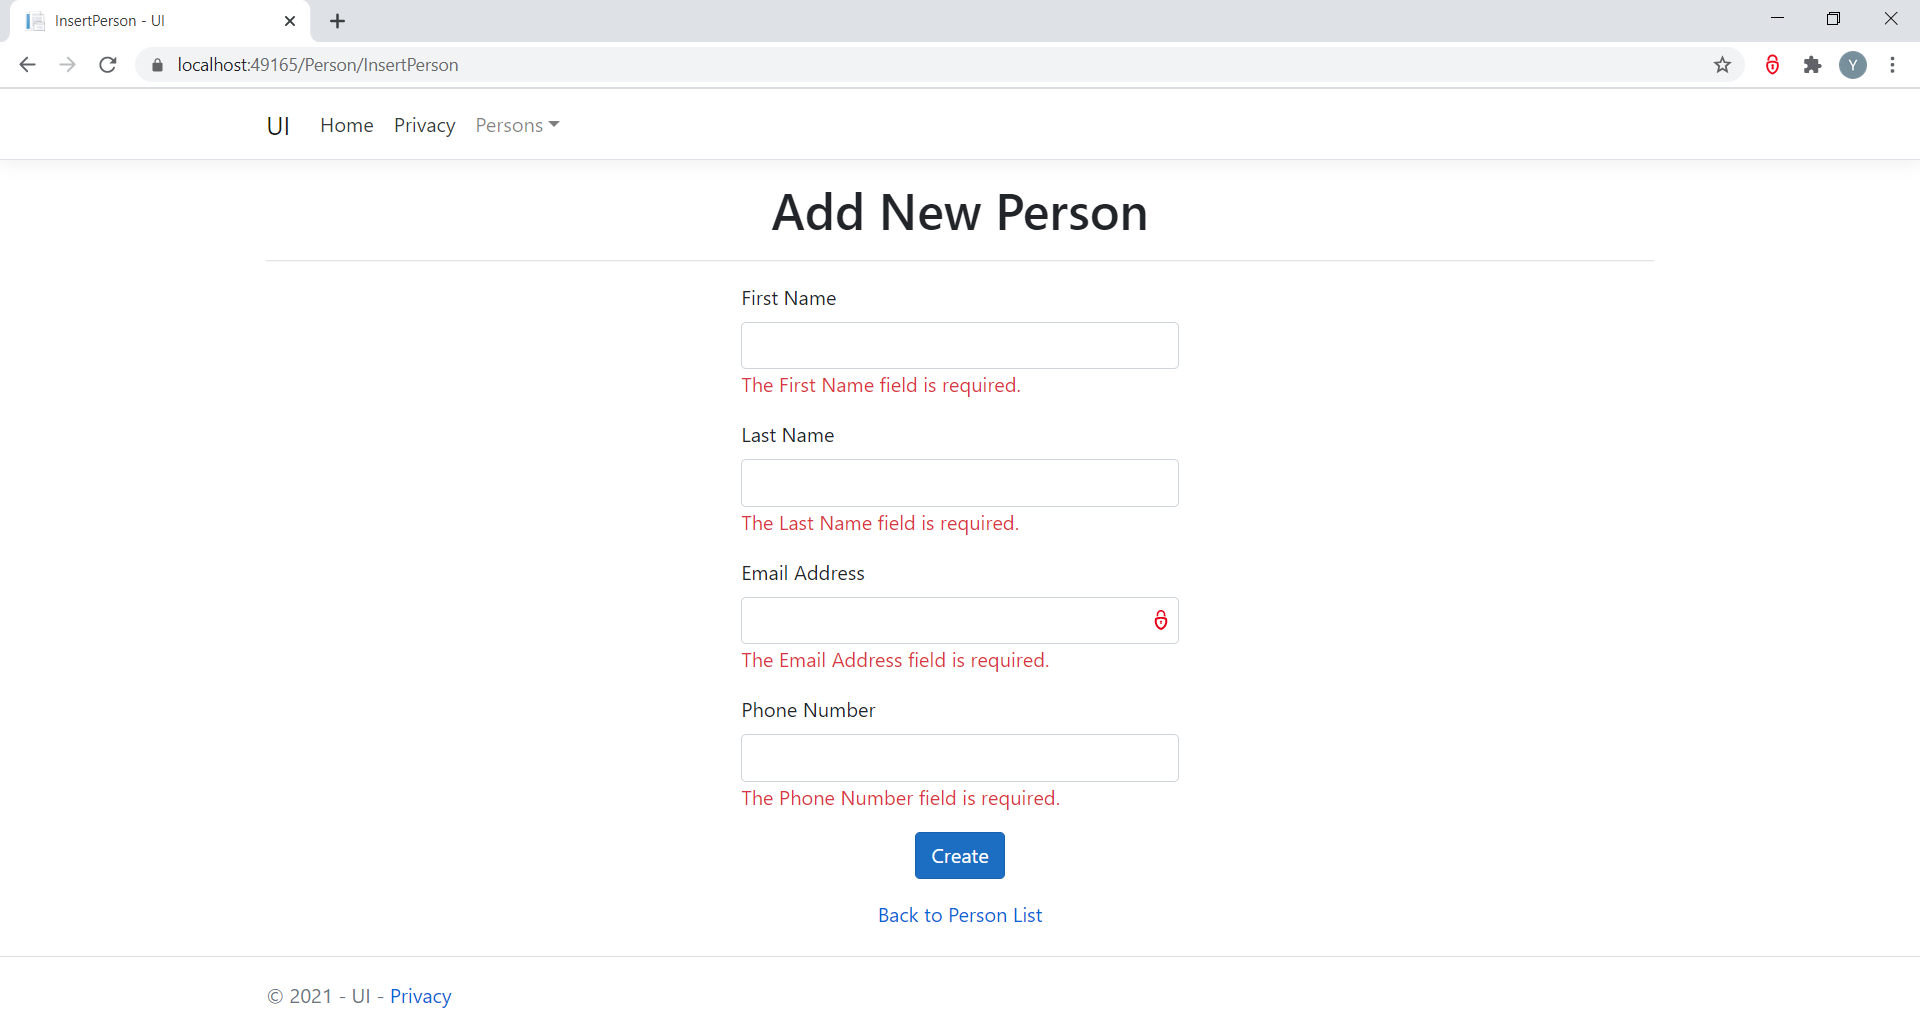 InsertPerson - UI
localhost:49165/Person/InsertPerson
Y
UI Home Privacy Persons
Add New Person
First Name
The First Name field is required.
Last Name
The Last Name field is required.
Email Address
The Email Address field is required.
Phone Number
The Phone Number field is required.
Create
Back to Person List
© 2021 - UI - Privacy